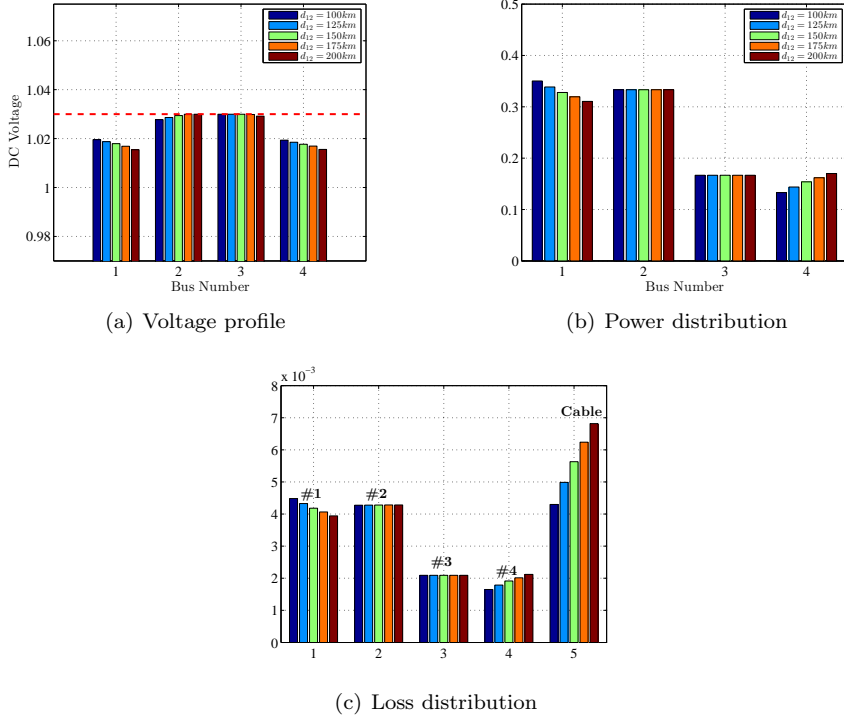 1.06
1.04
1.02
1
0.98
DC Voltage
1 2 3 4
Bus Number
d₁₂ = 100km
d₁₂ = 125km
d₁₂ = 150km
d₁₂ = 175km
d₁₂ = 200km
(a) Voltage profile
0.5
0.4
0.3
0.2
0.1
0
1 2 3 4
Bus Number
d₁₂ = 100km
d₁₂ = 125km
d₁₂ = 150km
d₁₂ = 175km
d₁₂ = 200km
(b) Power distribution
x 10⁻³
8
7
6
5
4
3
2
1
0
#1
#2
#3
#4
Cable
1 2 3 4 5
(c) Loss distribution